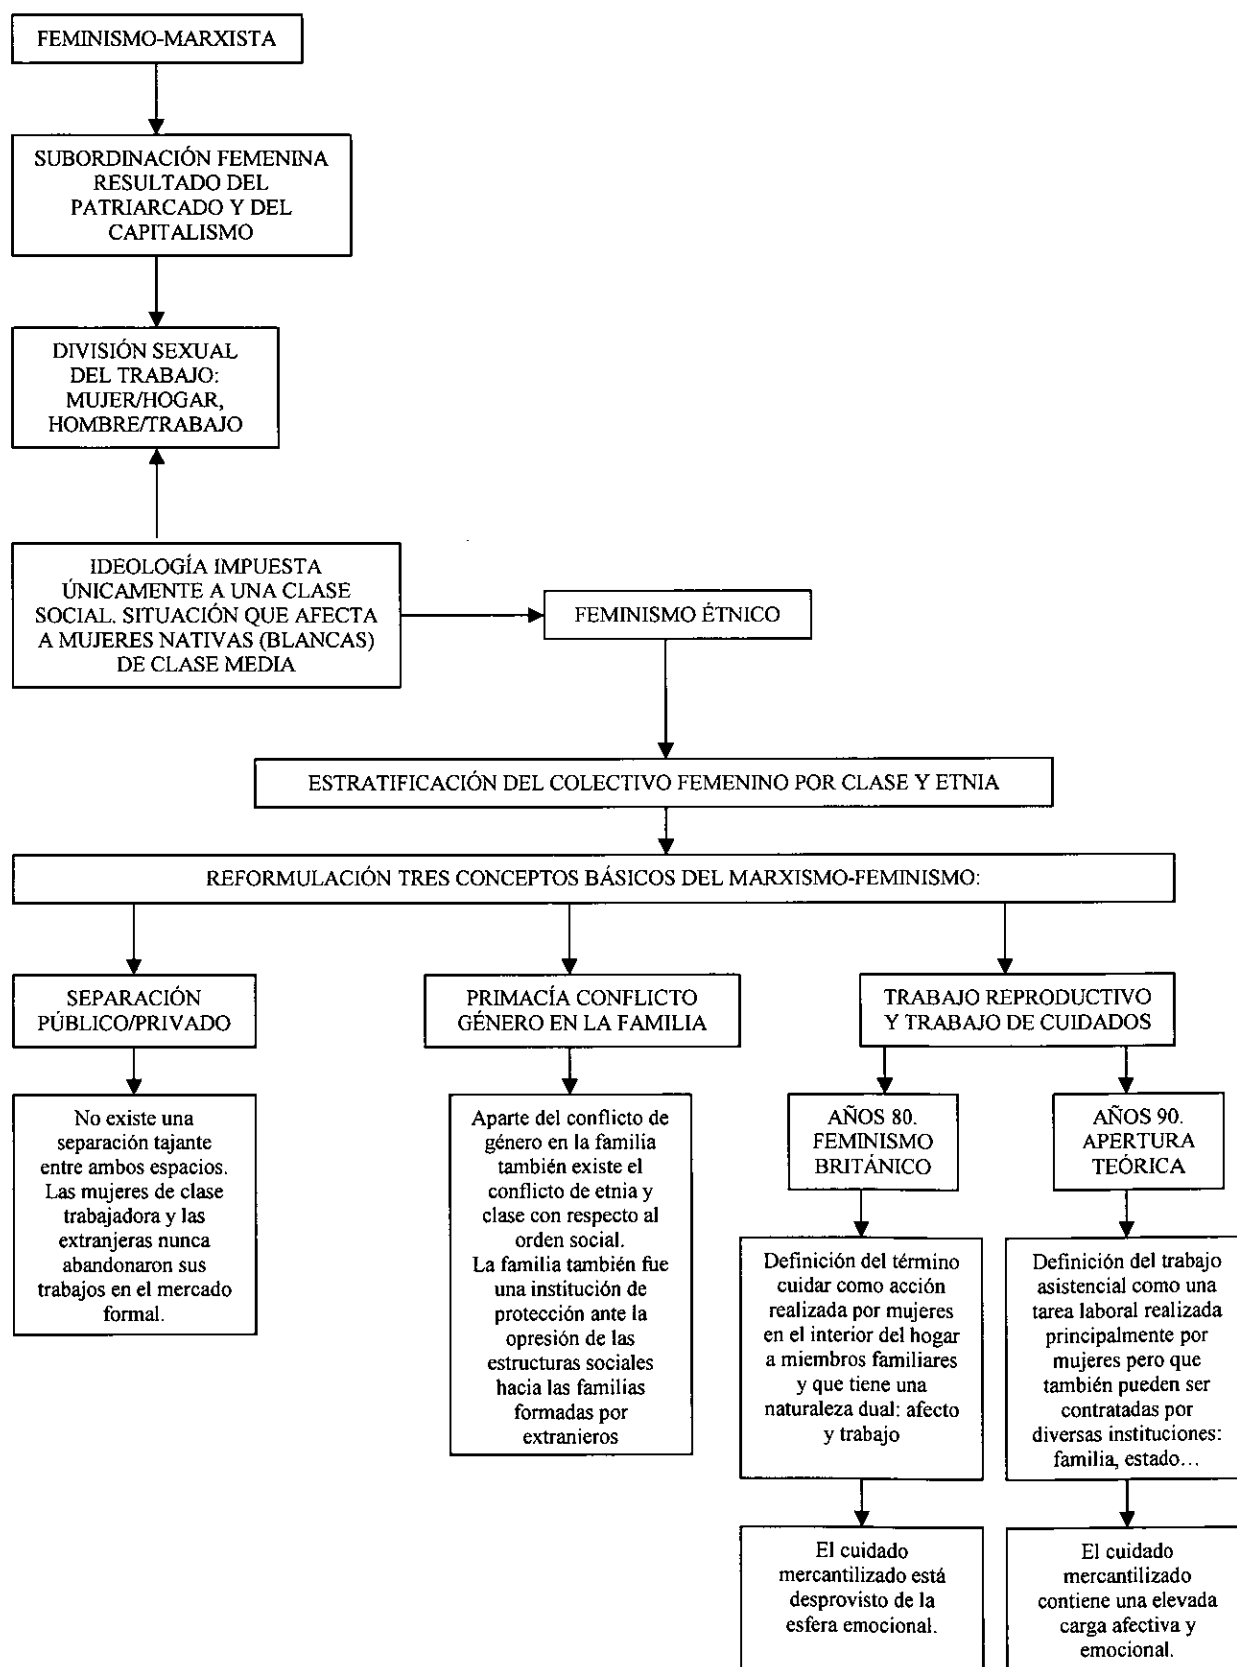 FEMINISMO-MARXISTA
SUBORDINACIÓN FEMENINA
RESULTADO DEL
PATRIARCADO Y DEL
CAPITALISMO
DIVISIÓN SEXUAL
DEL TRABAJO:
MUJER/HOGAR,
HOMBRE/TRABAJO
IDEOLOGÍA IMPUESTA
ÚNICAMENTE A UNA CLASE
SOCIAL. SITUACIÓN QUE AFECTA
A MUJERES NATIVAS (BLANCAS)
DE CLASE MEDIA
FEMINISMO ÉTNICO
ESTRATIFICACIÓN DEL COLECTIVO FEMENINO POR CLASE Y ETNIA
REFORMULACIÓN TRES CONCEPTOS BÁSICOS DEL MARXISMO-FEMINISMO:
SEPARACIÓN
PÚBLICO/PRIVADO
No existe una
separación tajante
entre ambos espacios.
Las mujeres de clase
trabajadora y las
extranjeras nunca
abandonaron sus
trabajos en el mercado
formal.
PRIMACÍA CONFLICTO
GÉNERO EN LA FAMILIA
Aparte del conflicto de
género en la familia
también existe el
conflicto de etnia y
clase con respecto al
orden social.
La familia también fue
una institución de
protección ante la
opresión de las
estructuras sociales
hacia las familias
formadas por
extranieros
TRABAJO REPRODUCTIVO
Y TRABAJO DE CUIDADOS
AÑOS 80.
FEMINISMO
BRITÁNICO
Definición del término
cuidar como acción
realizada por mujeres
en el interior del hogar
a miembros familiares
y que tiene una
naturaleza dual: afecto
y trabajo
El cuidado
mercantilizado está
desprovisto de la
esfera emocional.
AÑOS 90.
APERTURA
TEÓRICA
Definición del trabajo
asistencial como una
tarea laboral realizada
principalmente por
mujeres pero que
también pueden ser
contratadas por
diversas instituciones:
familia, estado...
El cuidado
mercantilizado
contiene una elevada
carga afectiva y
emocional.